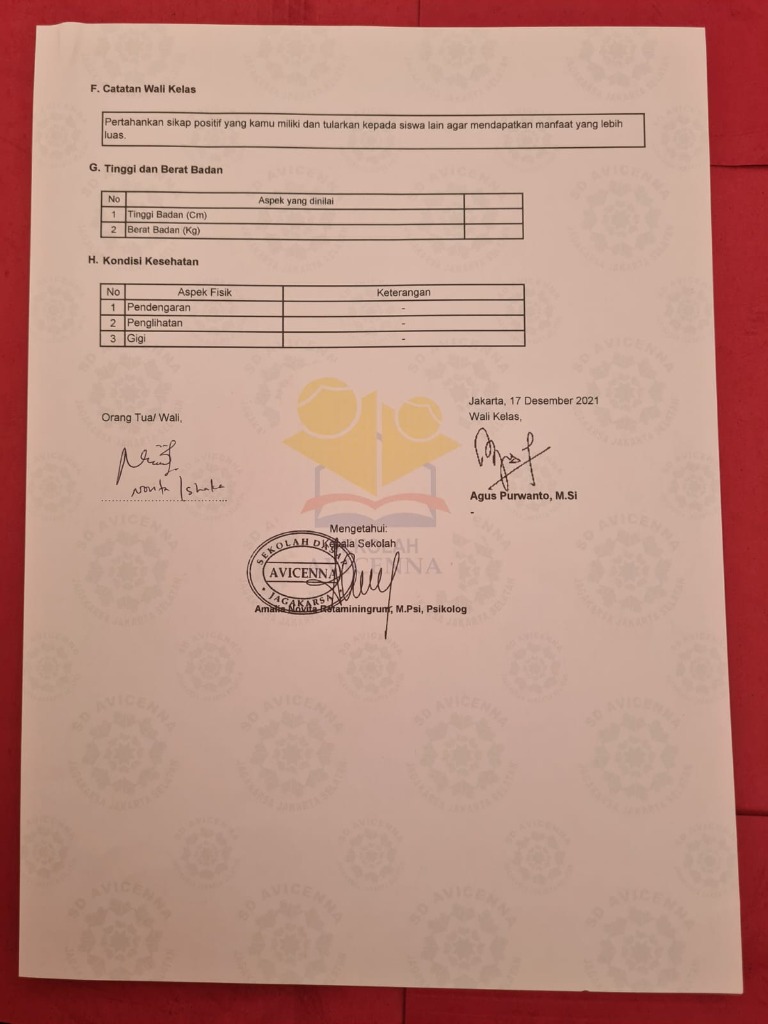 F. Catatan Wali Kelas
Pertahankan sikap positif yang kamu miliki dan tularkan kepada siswa lain agar mendapatkan manfaat yang lebih
luas.
G. Tinggi dan Berat Badan
No Aspek yang dinilai
1 Tinggi Badan (Cm)
2 Berat Badan (Kg)
H. Kondisi Kesehatan
No Aspek Fisik Keterangan
1 Pendengaran -
2 Penglihatan -
3 Gigi -
Jakarta, 17 Desember 2021
Orang Tua/ Wali,
Wali Kelas,
Novita
Agus Purwanto, M.Si
-
Mengetahui:
Kepala Sekolah
SEKOLAH
AVICENNA
SEKOLAH DASAR
AVICENNA
JAGAKARSA
Amalia Novita Retaminingrum, M.Psi, Psikolog
SD AVICENNA
JAGAKARSA JAKARTA SELATAN